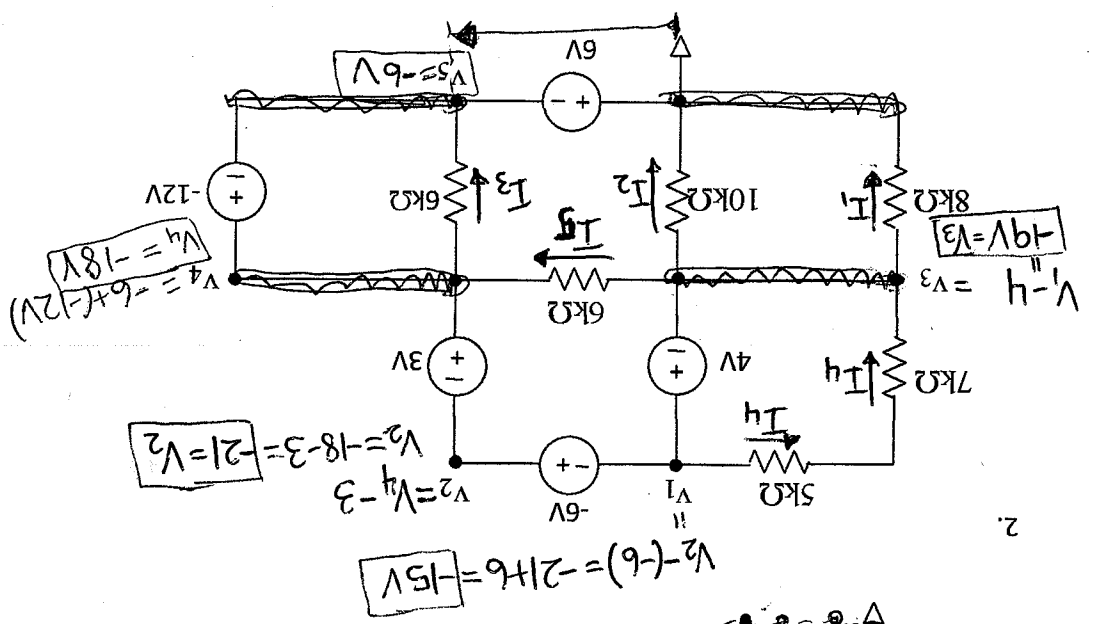 V₂-(-6)=-21+6=-15V
2.
=
5kΩ
V1
-6V
v₂=V₄-3
V₂=-18-3=-21=V₂
I₄
7kΩ
I₄
4V
3V
V₁-4 = v₃
=
-19V=V₃
6kΩ
I₅
v₄ =-6+(-12V)
V₄=-18V
8kΩ
I₁
10kΩ
I₂
I₃
6kΩ
-12V
v₅=-6V
6V